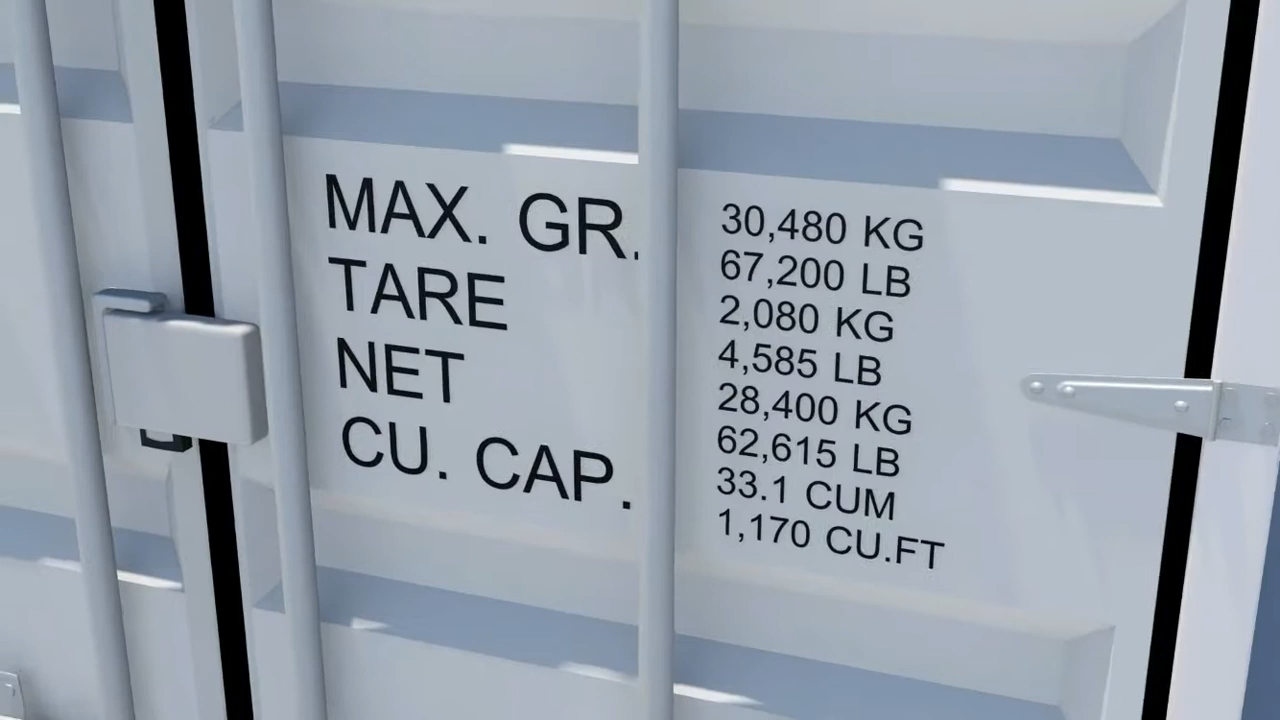 MAX. GR.
30,480 KG
67,200 LB
TARE
2,080 KG
4,585 LB
NET
28,400 KG
62,615 LB
CU. CAP.
33.1 CUM
1,170 CU.FT